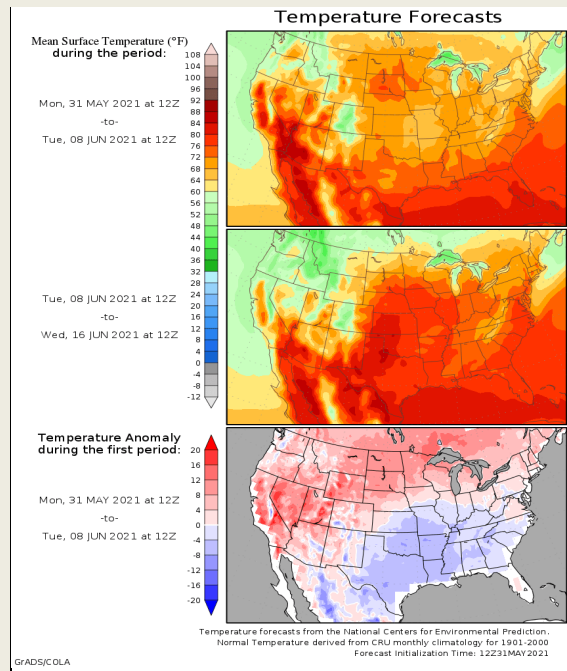 Temperature Forecasts
Mean Surface Temperature (°F)
during the period:
Mon, 31 MAY 2021 at 12Z
-to-
Tue, 08 JUN 2021 at 12Z
108
104
100
96
92
88
84
80
76
72
68
64
60
56
52
48
44
40
36
32
28
24
20
16
12
8
4
0
-4
-8
-12
Tue, 08 JUN 2021 at 12Z
-to-
Wed, 16 JUN 2021 at 12Z
Temperature Anomaly
during the first period:
Mon, 31 MAY 2021 at 12Z
-to-
Tue, 08 JUN 2021 at 12Z
20
16
12
8
4
0
-4
-8
-12
-16
-20
Temperature forecasts from the National Centers for Environmental Prediction.
Normal Temperature derived from CRU monthly climatology for 1901-2000
Forecast Initialization Time: 12Z31MAY2021
GrADS/COLA